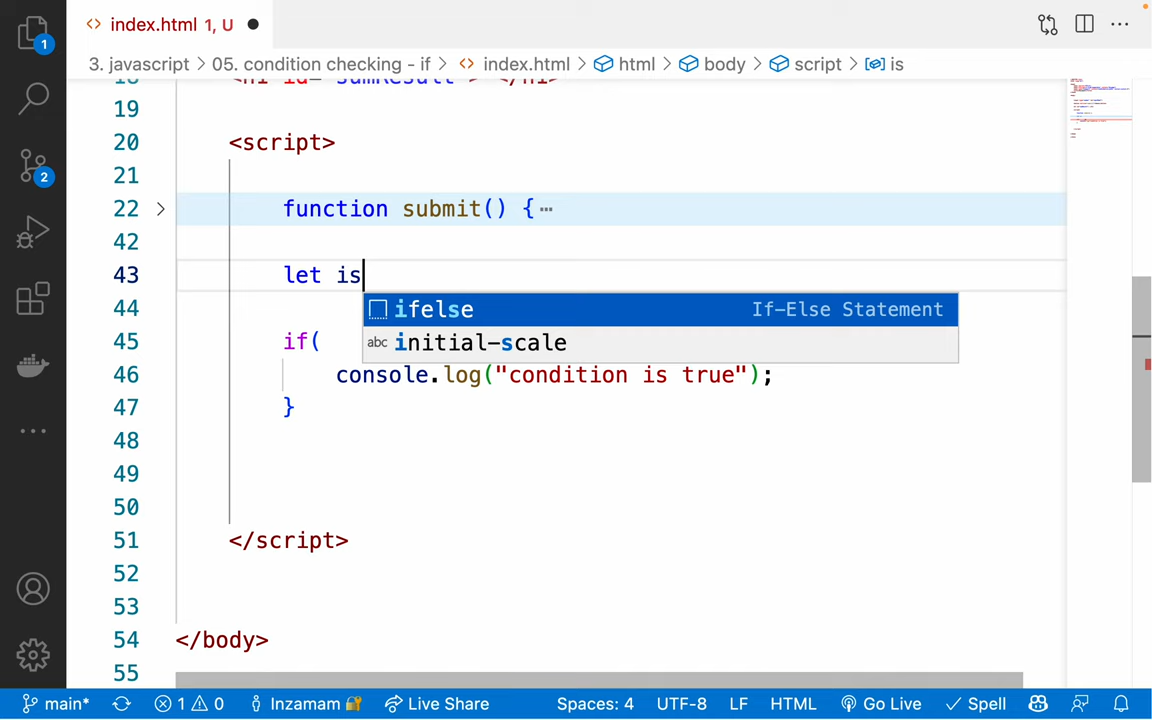 index.html 1, U
3. javascript > 05. condition checking - if > <> index.html > html > body > script > is
19
20 <script>
21
22 function submit() {⋯
42
43 let is
ifelse If-Else Statement
abc initial-scale
44
45 if(
46 console.log("condition is true");
47 }
48
49
50
51 </script>
52
53
54 </body>
55
1
2
main* 1 0 Inzamam Live Share Spaces: 4 UTF-8 LF HTML Go Live Spell